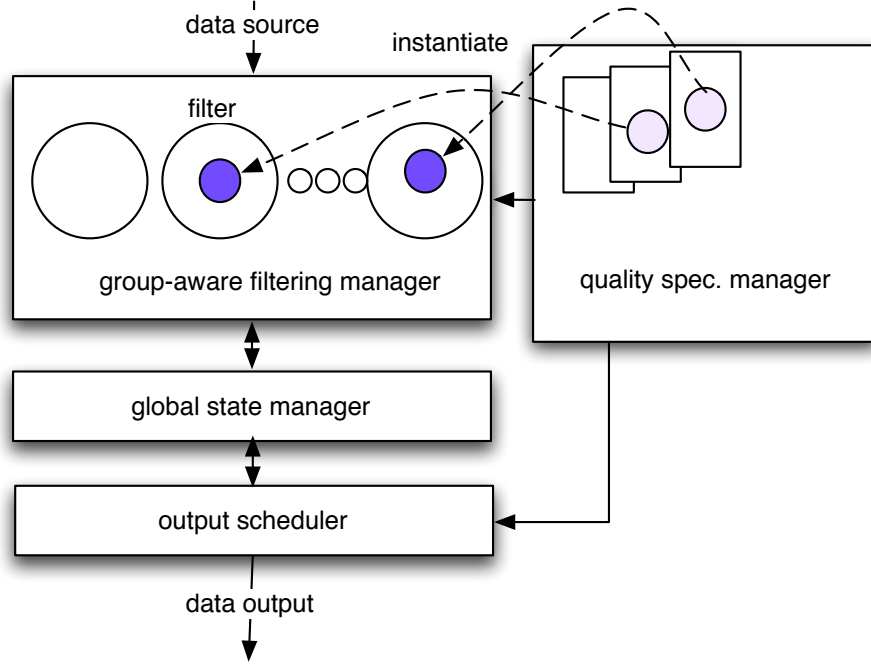 data source
instantiate
filter
group-aware filtering manager
quality spec. manager
global state manager
output scheduler
data output